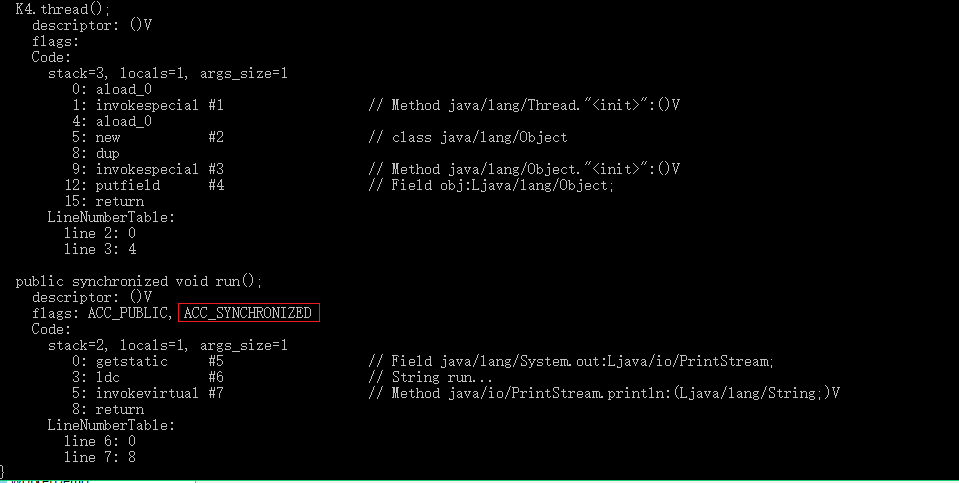 K4.thread();
descriptor: ()V
flags:
Code:
stack=3, locals=1, args_size=1
0: aload_0
1: invokespecial #1 // Method java/lang/Thread."<init>":()V
4: aload_0
5: new #2 // class java/lang/Object
8: dup
9: invokespecial #3 // Method java/lang/Object."<init>":()V
12: putfield #4 // Field obj:Ljava/lang/Object;
15: return
LineNumberTable:
line 2: 0
line 3: 4
public synchronized void run();
descriptor: ()V
flags: ACC_PUBLIC, ACC_SYNCHRONIZED
Code:
stack=2, locals=1, args_size=1
0: getstatic #5 // Field java/lang/System.out:Ljava/io/PrintStream;
3: ldc #6 // String run...
5: invokevirtual #7 // Method java/io/PrintStream.println:(Ljava/lang/String;)V
8: return
LineNumberTable:
line 6: 0
line 7: 8
}